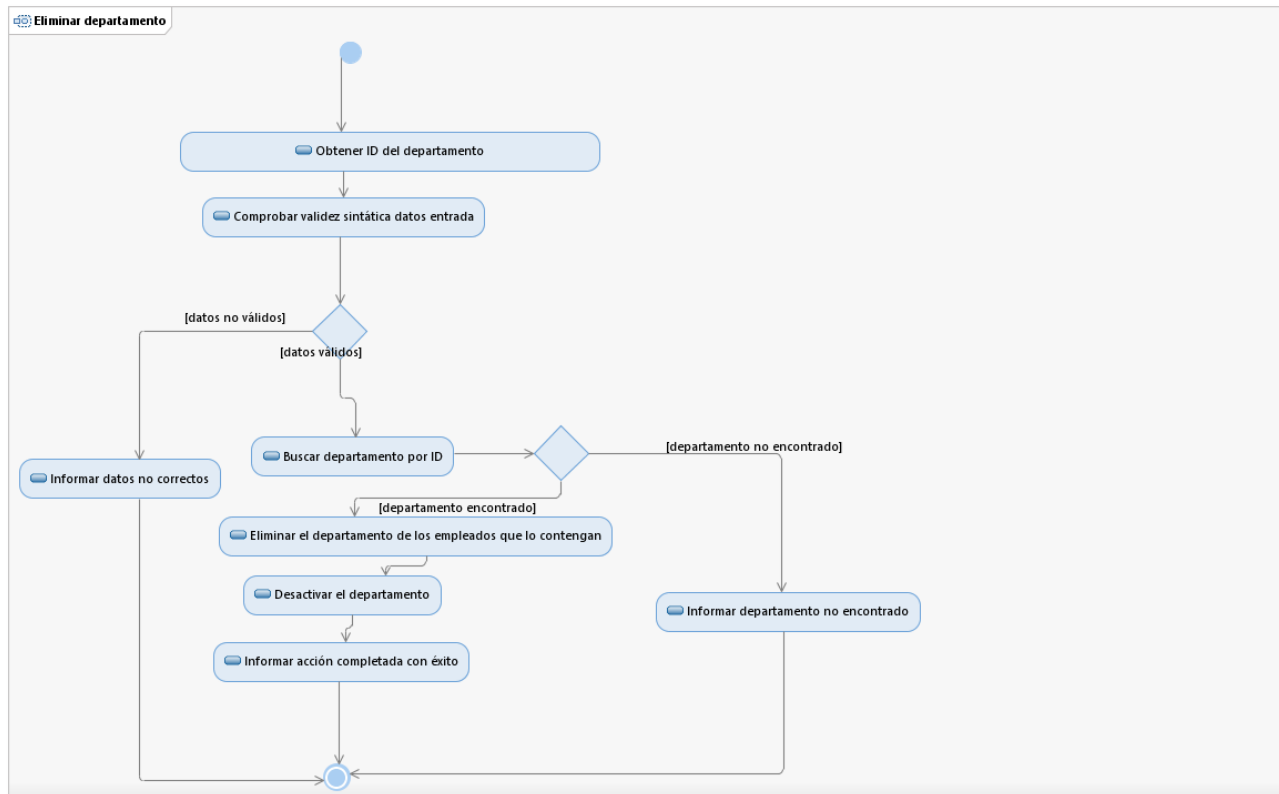 Eliminar departamento
Obtener ID del departamento
Comprobar validez sintática datos entrada
[datos no válidos]
[datos válidos]
Buscar departamento por ID
[departamento no encontrado]
Informar datos no correctos
[departamento encontrado]
Eliminar el departamento de los empleados que lo contengan
Desactivar el departamento
Informar departamento no encontrado
Informar acción completada con éxito